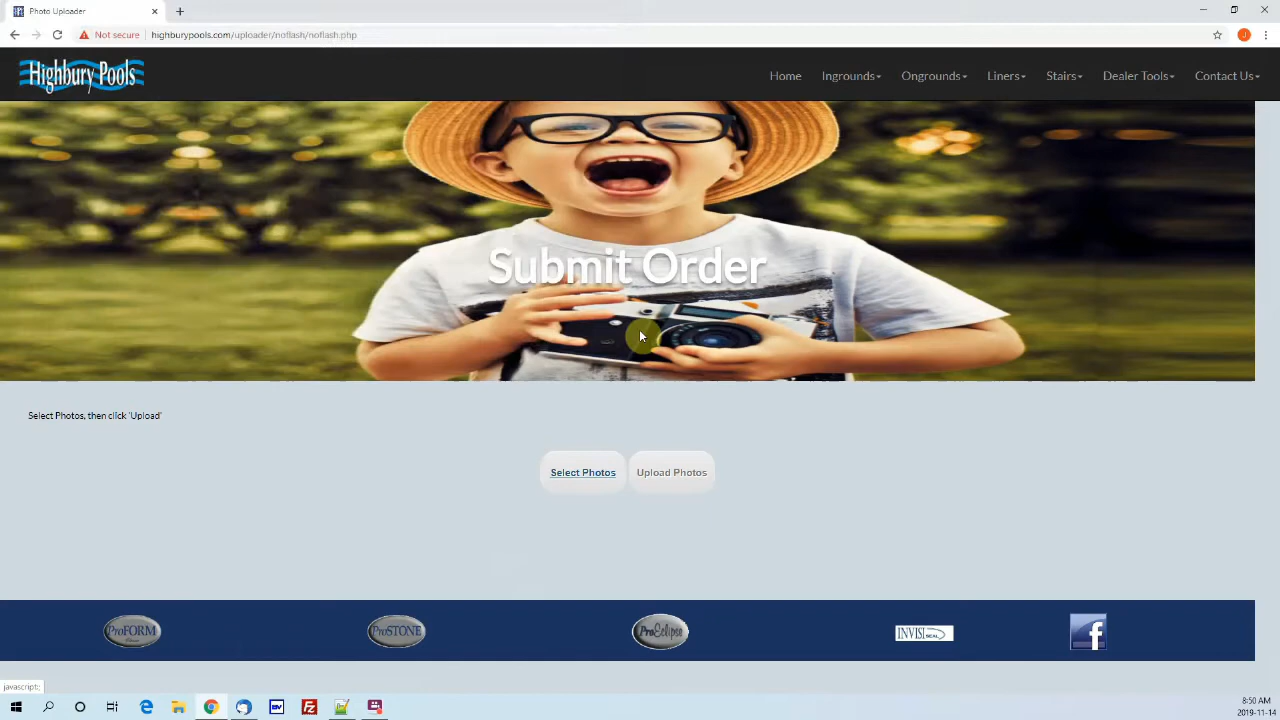 Photo Uploader
Not secure highburypools.com/uploader/noflash/noflash.php
J
Highbury Pools
Home Ingrounds Ongrounds Liners Stairs Dealer Tools Contact Us
Submit Order
Select Photos, then click 'Upload'
Select Photos Upload Photos
ProFORM ProSTONE ProEclipse INVISI SEAL f
javascript:;
8:50 AM
2019-11-14